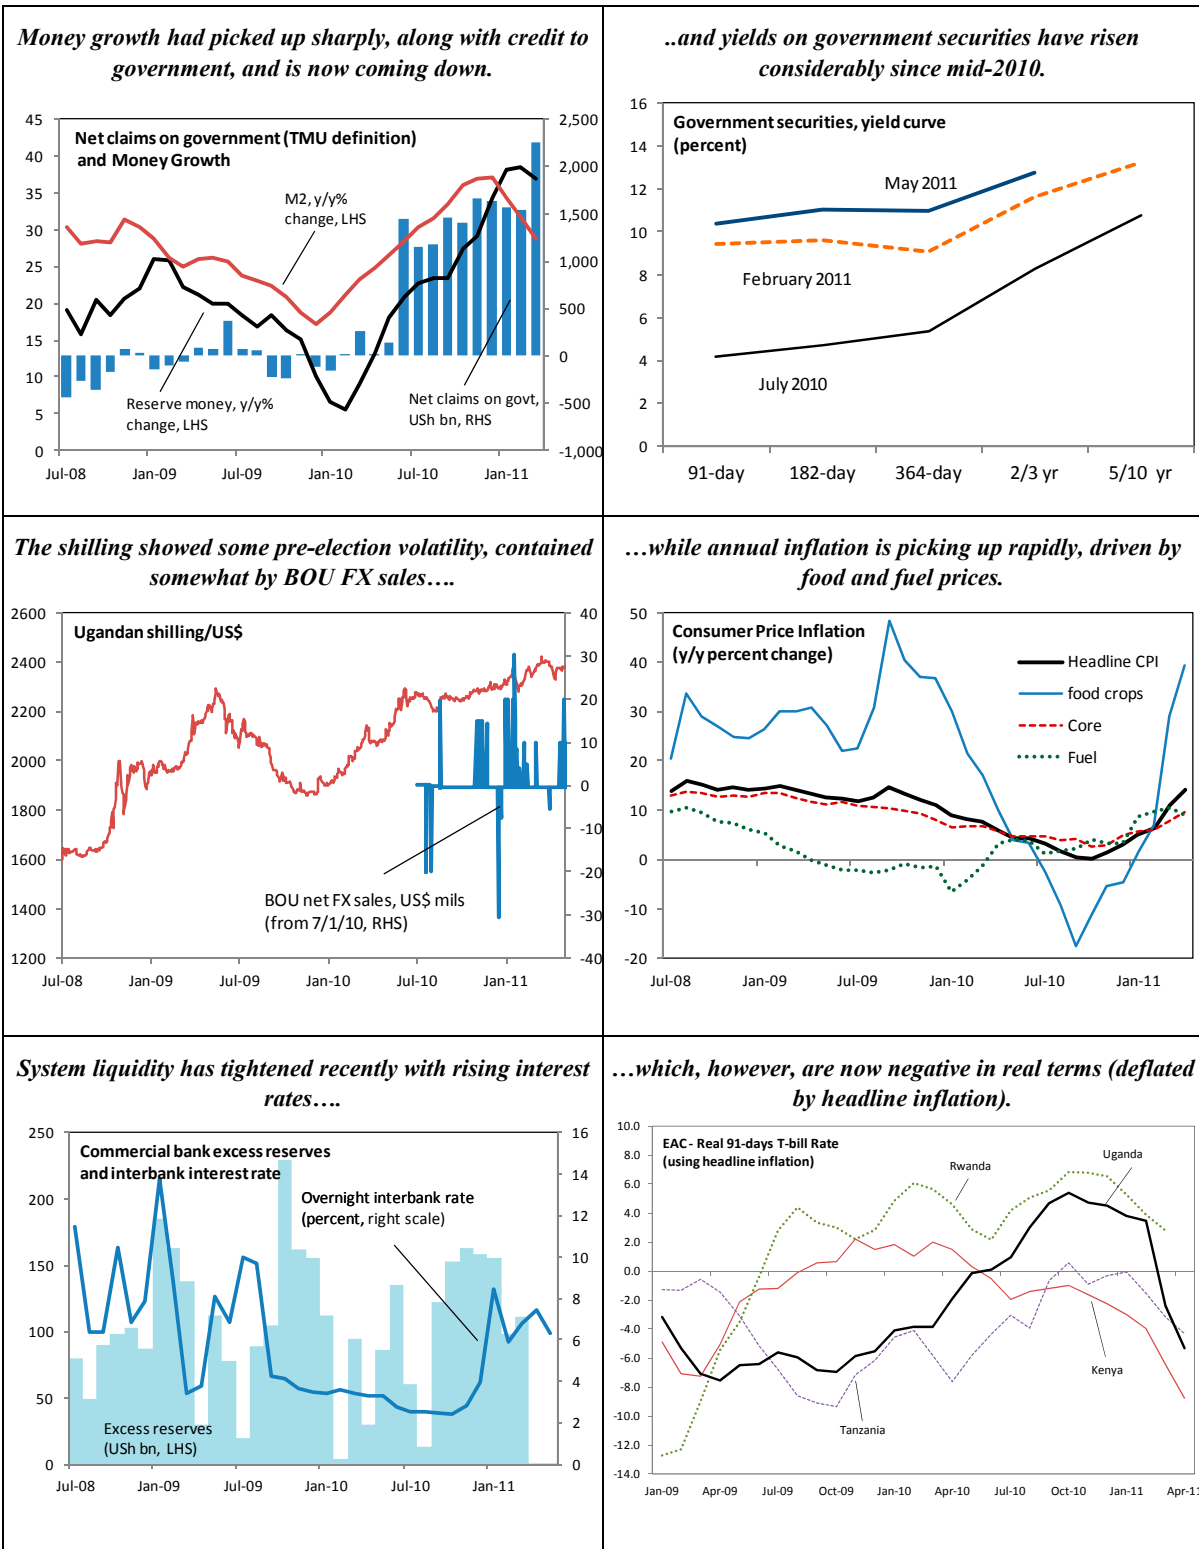 Money growth had picked up sharply, along with credit to
government, and is now coming down.
45
40
35
30
25
20
15
10
5
0
2,500
2,000
1,500
1,000
500
0
-500
-1,000
Net claims on government (TMU definition)
and Money Growth
M2, y/y%
change, LHS
Reserve money, y/y%
change, LHS
Net claims on govt,
USh bn, RHS
Jul-08 Jan-09 Jul-09 Jan-10 Jul-10 Jan-11
..and yields on government securities have risen
considerably since mid-2010.
16
14
12
10
8
6
4
2
0
Government securities, yield curve
(percent)
May 2011
February 2011
July 2010
91-day 182-day 364-day 2/3 yr 5/10 yr
The shilling showed some pre-election volatility, contained
somewhat by BOU FX sales….
2600
2400
2200
2000
1800
1600
1400
1200
40
30
20
10
0
-10
-20
-30
-40
Ugandan shilling/US$
BOU net FX sales, US$ mils
(from 7/1/10, RHS)
Jul-08 Jan-09 Jul-09 Jan-10 Jul-10 Jan-11
…while annual inflation is picking up rapidly, driven by
food and fuel prices.
50
40
30
20
10
0
-10
-20
Consumer Price Inflation
(y/y percent change)
Headline CPI
food crops
Core
Fuel
Jul-08 Jan-09 Jul-09 Jan-10 Jul-10 Jan-11
System liquidity has tightened recently with rising interest
rates….
250
200
150
100
50
0
16
14
12
10
8
6
4
2
0
Commercial bank excess reserves
and interbank interest rate
Overnight interbank rate
(percent, right scale)
Excess reserves
(USh bn, LHS)
Jul-08 Jan-09 Jul-09 Jan-10 Jul-10 Jan-11
…which, however, are now negative in real terms (deflated
by headline inflation).
10.0
8.0
6.0
4.0
2.0
0.0
-2.0
-4.0
-6.0
-8.0
-10.0
-12.0
-14.0
EAC - Real 91-days T-bill Rate
(using headline inflation)
Rwanda
Uganda
Kenya
Tanzania
Jan-09 Apr-09 Jul-09 Oct-09 Jan-10 Apr-10 Jul-10 Oct-10 Jan-11 Apr-11